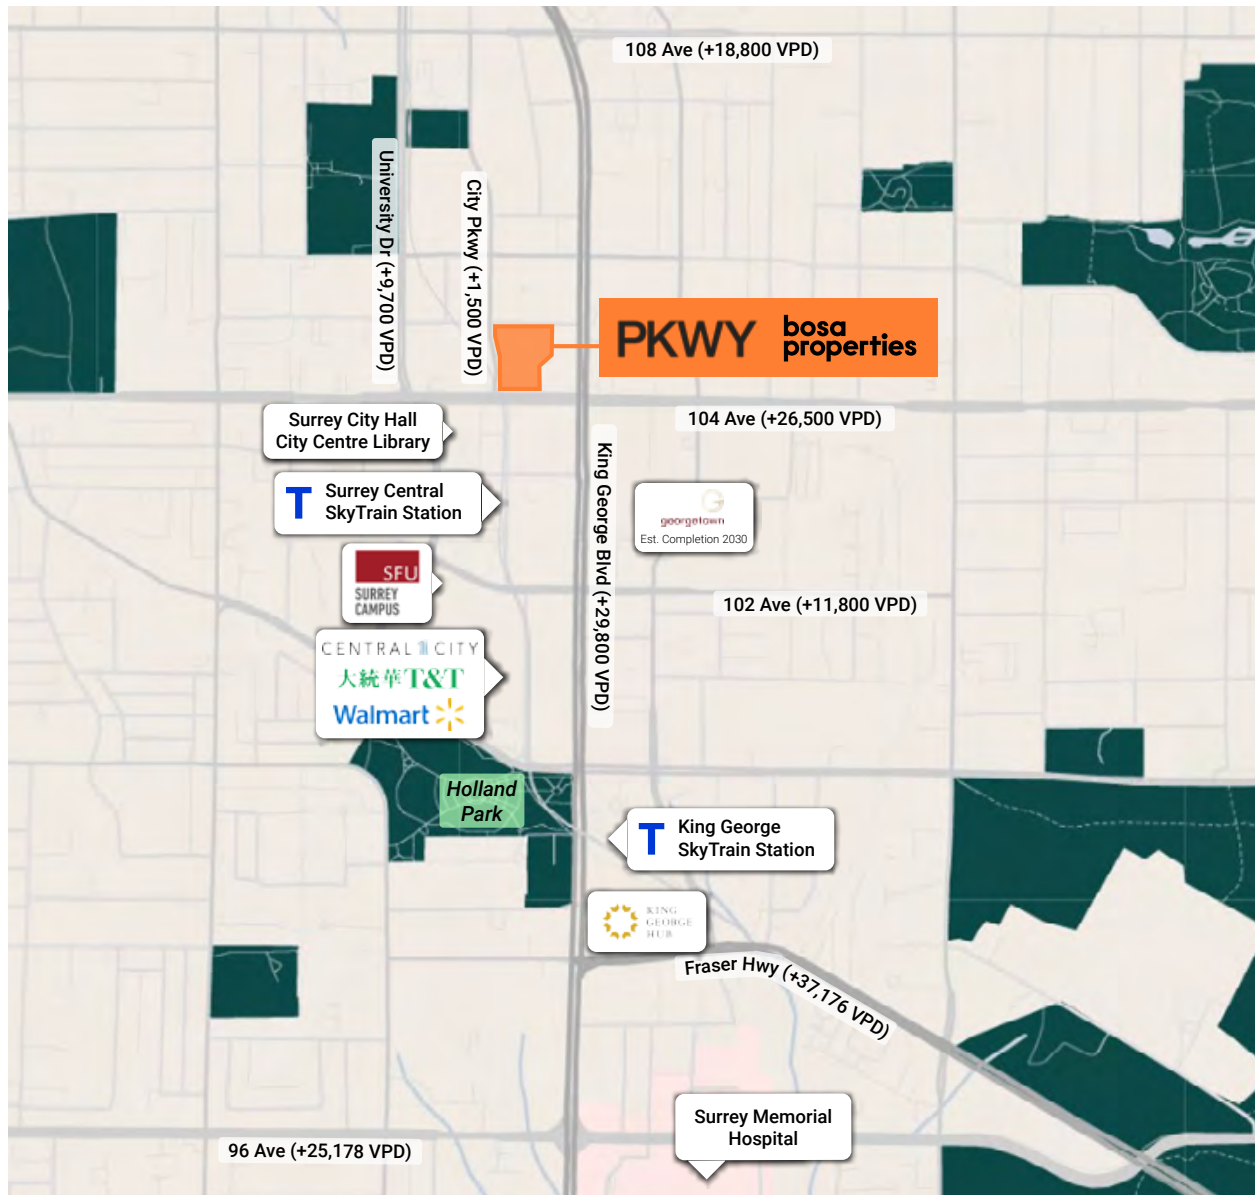 108 Ave (+18,800 VPD)
University Dr (+9,700 VPD)
City Pkwy (+1,500 VPD)
PKWY
bosa
properties
104 Ave (+26,500 VPD)
Surrey City Hall
City Centre Library
T Surrey Central
SkyTrain Station
King George Blvd (+29,800 VPD)
georgetown
Est. Completion 2030
SFU
SURREY
CAMPUS
102 Ave (+11,800 VPD)
CENTRAL CITY
大統華T&T
Walmart
Holland
Park
T King George
SkyTrain Station
KING
GEORGE
HUB
Fraser Hwy (+37,176 VPD)
Surrey Memorial
Hospital
96 Ave (+25,178 VPD)